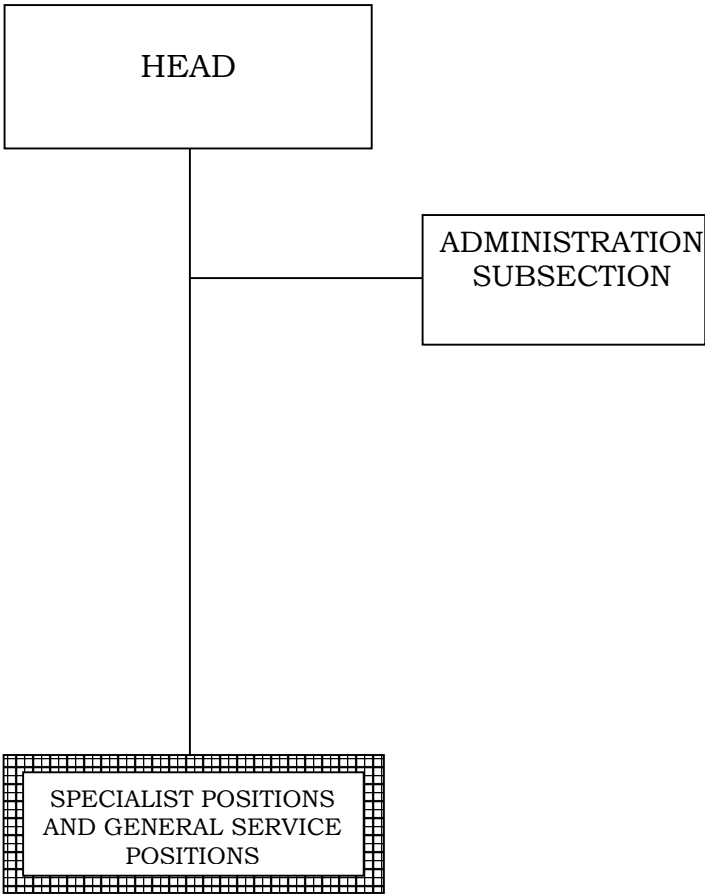 HEAD
ADMINISTRATION
SUBSECTION
SPECIALIST POSITIONS
AND GENERAL SERVICE
POSITIONS